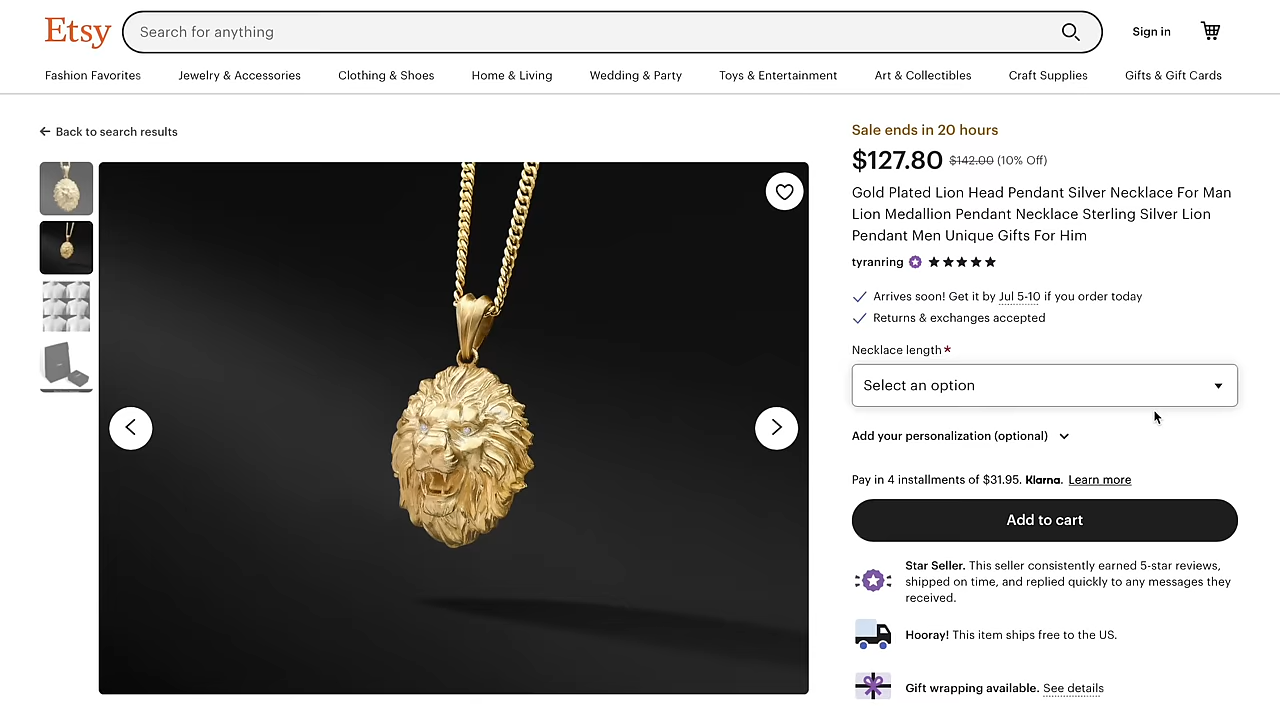 Etsy
Search for anything
Sign in
Fashion Favorites
Jewelry & Accessories
Clothing & Shoes
Home & Living
Wedding & Party
Toys & Entertainment
Art & Collectibles
Craft Supplies
Gifts & Gift Cards
Back to search results
Sale ends in 20 hours
$127.80 $142.00 (10% Off)
Gold Plated Lion Head Pendant Silver Necklace For Man
Lion Medallion Pendant Necklace Sterling Silver Lion
Pendant Men Unique Gifts For Him
tyranring
Arrives soon! Get it by Jul 5-10 if you order today
Returns & exchanges accepted
Necklace length *
Select an option
Add your personalization (optional)
Pay in 4 installments of $31.95. Klarna. Learn more
Add to cart
Star Seller. This seller consistently earned 5-star reviews,
shipped on time, and replied quickly to any messages they
received.
Hooray! This item ships free to the US.
Gift wrapping available. See details